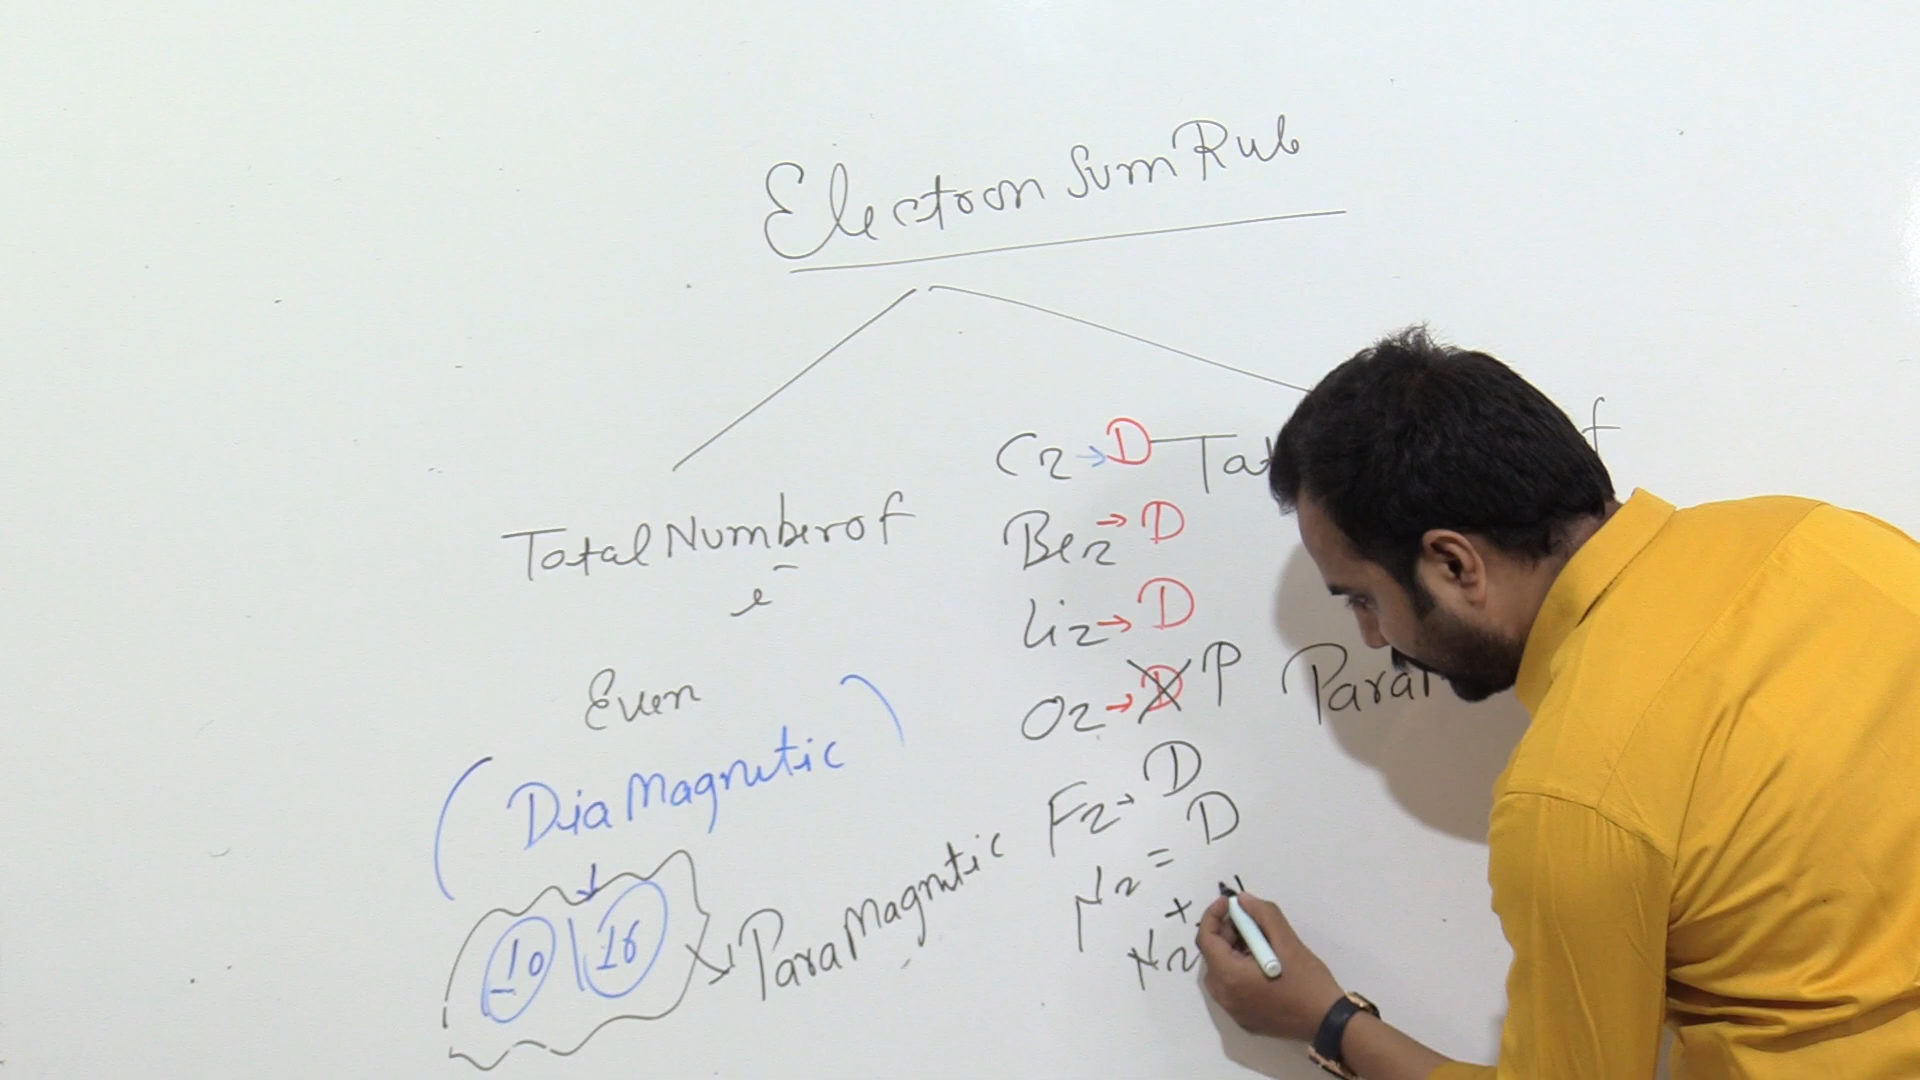 Electron Sum Rule
Total Number of
e-
Even
(Dia Magnetic)
10 | 16
Para Magnetic
C2 → D
Be2 → D
Li2 → D
O2 → D P
F2 → D
N2 = D
N2+
Tot
f
Para